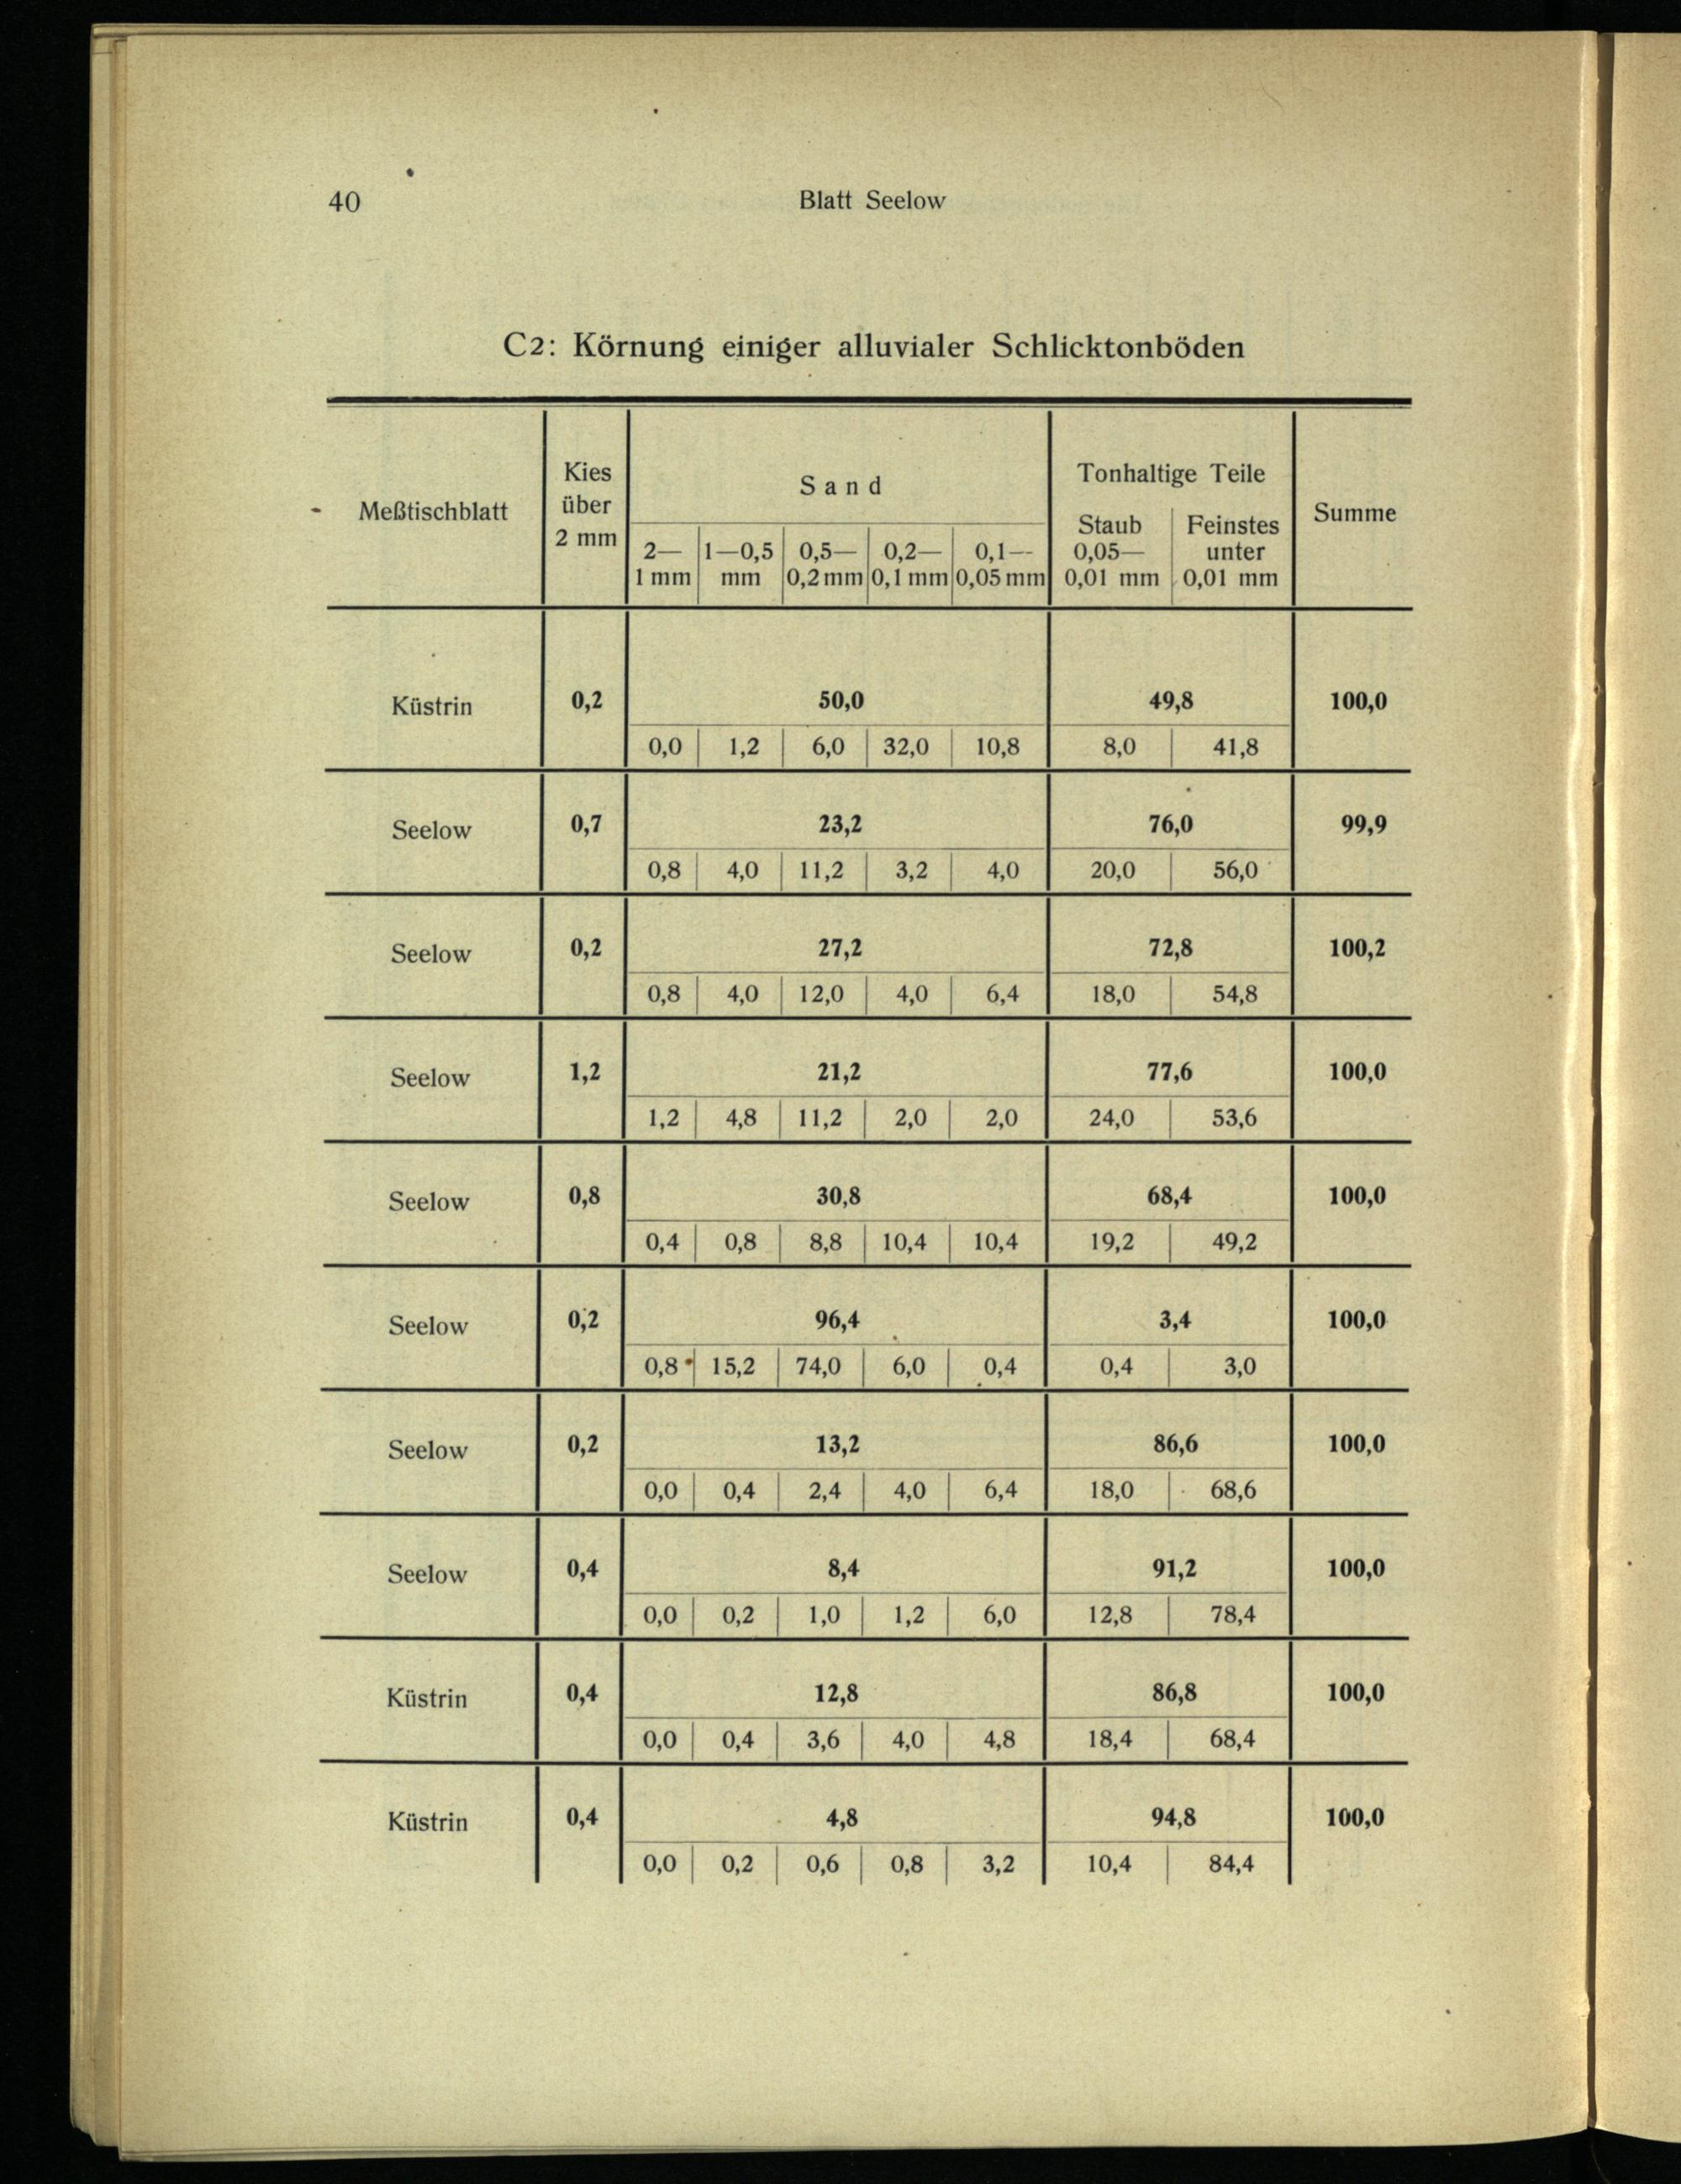 40 Blatt Seelow
C2: Körnung einiger alluvialer Schlicktonböden
Meßtischblatt Kies über 2 mm Sand Tonhaltige Teile Summe
2— 1 mm 1—0,5 mm 0,5— 0,2 mm 0,2— 0,1 mm 0,1— 0,05 mm Staub 0,05— 0,01 mm Feinstes unter 0,01 mm
Küstrin 0,2 50,0 49,8 100,0
0,0 1,2 6,0 32,0 10,8 8,0 41,8
Seelow 0,7 23,2 76,0 99,9
0,8 4,0 11,2 3,2 4,0 20,0 56,0
Seelow 0,2 27,2 72,8 100,2
0,8 4,0 12,0 4,0 6,4 18,0 54,8
Seelow 1,2 21,2 77,6 100,0
1,2 4,8 11,2 2,0 2,0 24,0 53,6
Seelow 0,8 30,8 68,4 100,0
0,4 0,8 8,8 10,4 10,4 19,2 49,2
Seelow 0,2 96,4 3,4 100,0
0,8 15,2 74,0 6,0 0,4 0,4 3,0
Seelow 0,2 13,2 86,6 100,0
0,0 0,4 2,4 4,0 6,4 18,0 68,6
Seelow 0,4 8,4 91,2 100,0
0,0 0,2 1,0 1,2 6,0 12,8 78,4
Küstrin 0,4 12,8 86,8 100,0
0,0 0,4 3,6 4,0 4,8 18,4 68,4
Küstrin 0,4 4,8 94,8 100,0
0,0 0,2 0,6 0,8 3,2 10,4 84,4